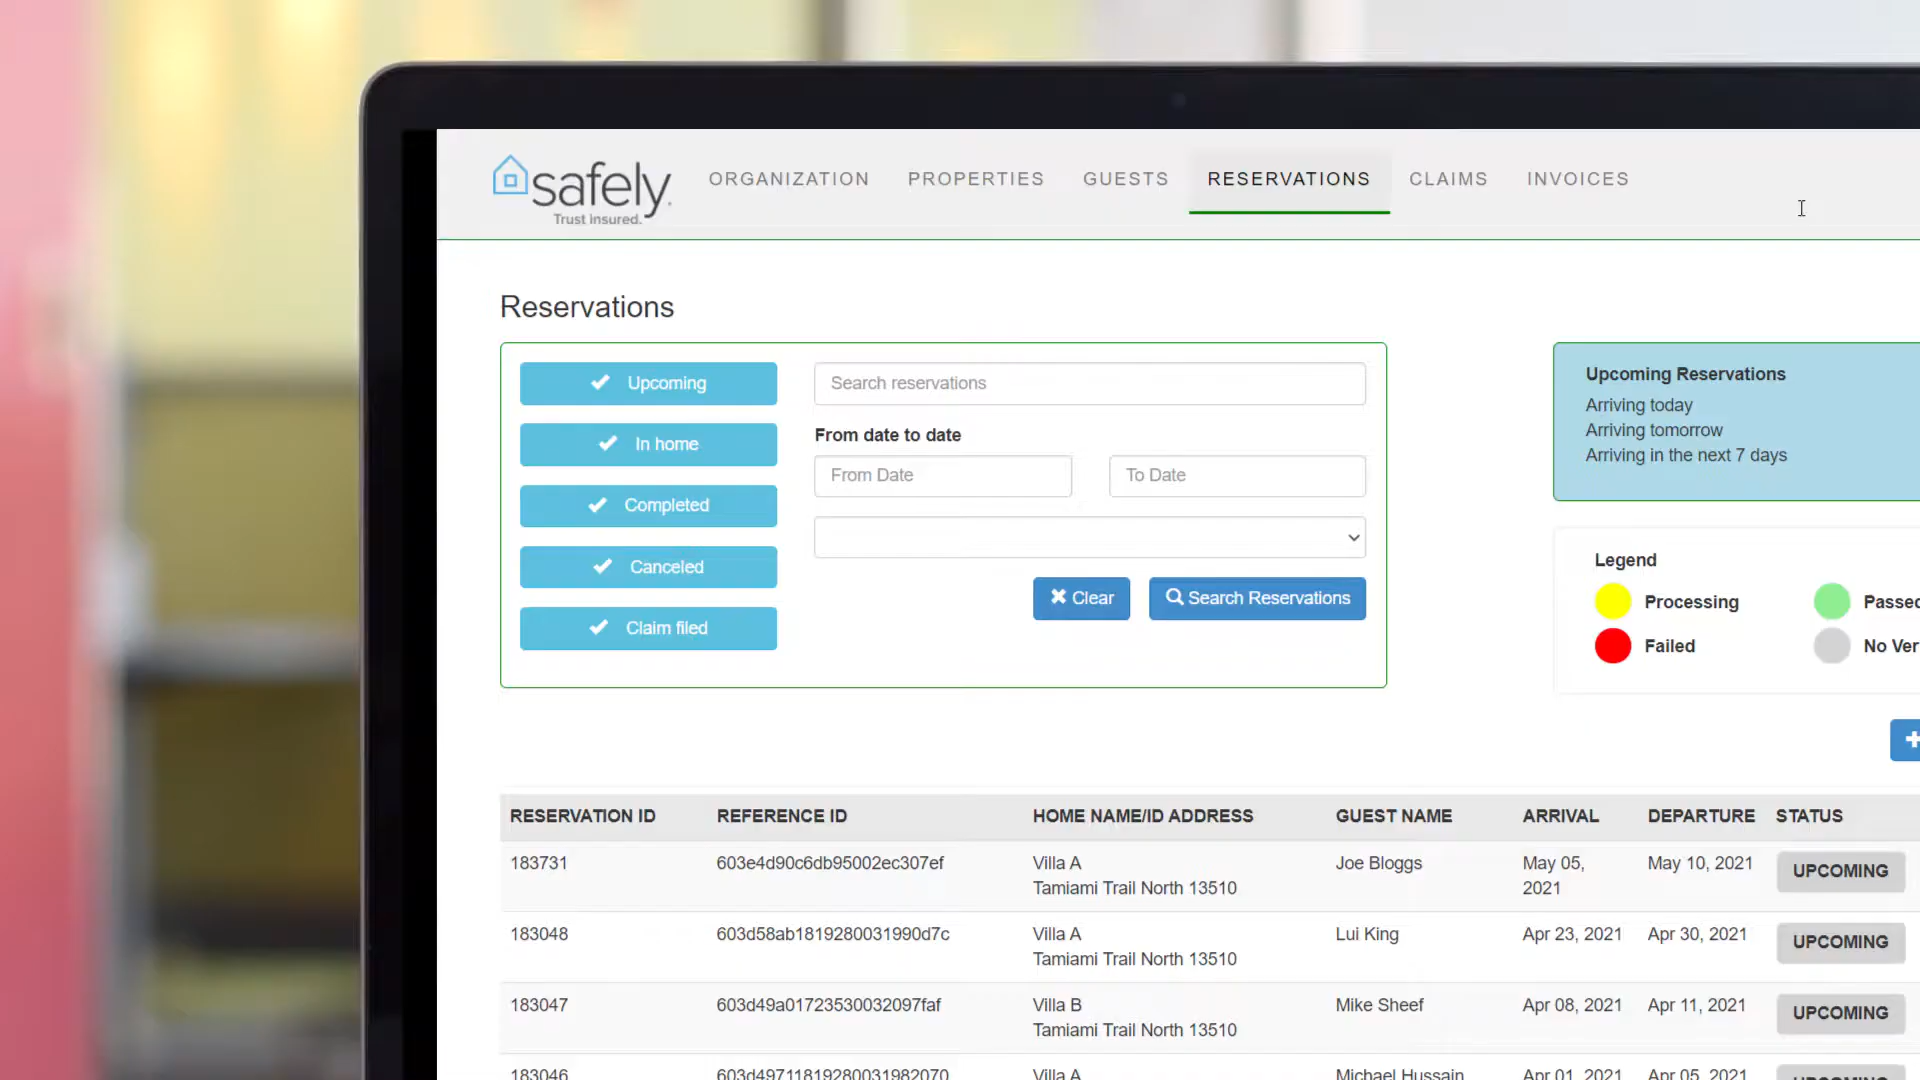 safely.
Trust insured.
ORGANIZATION PROPERTIES GUESTS RESERVATIONS CLAIMS INVOICES
Reservations
Upcoming
In home
Completed
Canceled
Claim filed
Search reservations
From date to date
From Date To Date
Clear Search Reservations
Upcoming Reservations
Arriving today
Arriving tomorrow
Arriving in the next 7 days
Legend
Processing Passed
Failed No Ver
RESERVATION ID REFERENCE ID HOME NAME/ID ADDRESS GUEST NAME ARRIVAL DEPARTURE STATUS
183731 603e4d90c6db95002ec307ef Villa A Joe Bloggs May 05, May 10, 2021 UPCOMING
Tamiami Trail North 13510 2021
183048 603d58ab1819280031990d7c Villa A Lui King Apr 23, 2021 Apr 30, 2021 UPCOMING
Tamiami Trail North 13510
183047 603d49a01723530032097faf Villa B Mike Sheef Apr 08, 2021 Apr 11, 2021 UPCOMING
Tamiami Trail North 13510
183046 603d49711819280031982070 Villa A Michael Hussain Apr 01, 2021 Apr 05, 2021 UPCOMING